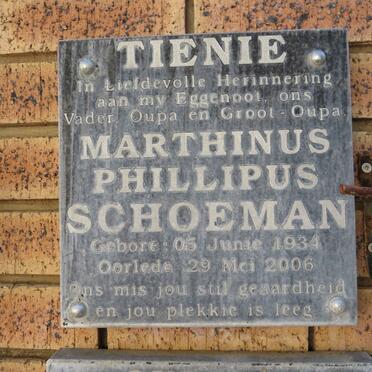 TIENIE
In Liefdevolle Herinnering
aan my Eggenoot, ons
Vader, Oupa en Groot-Oupa.
MARTHINUS
PHILLIPUS
SCHOEMAN
Gebore: 05 Junie 1934
Oorlede: 29 Mei 2006
Ons mis jou stil geaardheid
en jou plekkie is leeg